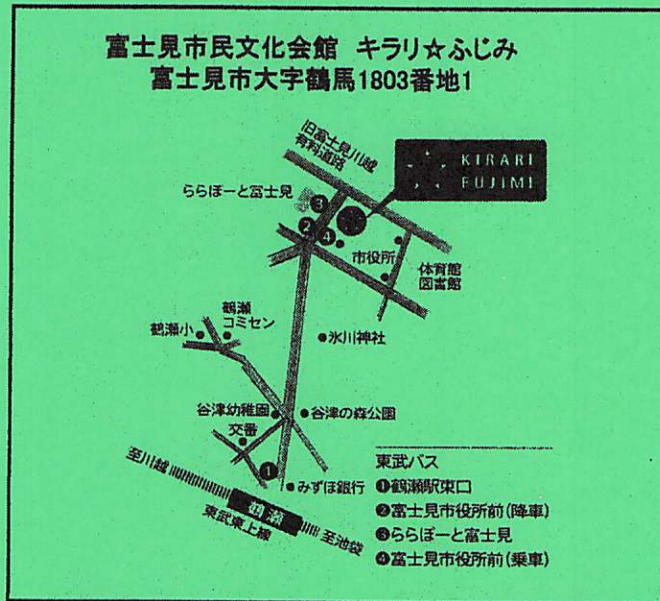 富士見市民文化会館 キラリ☆ふじみ
富士見市大字鶴馬1803番地1
旧富士見川越
有料道路
KIRARI
FUJIMI
ららぽーと富士見
❸
❷
❹
市役所
体育館
図書館
鶴瀬
コミセン
鶴瀬小
氷川神社
谷津幼稚園
谷津の森公園
交番
至川越
❶
みずほ銀行
鶴瀬
東武東上線
至池袋
東武バス
❶鶴瀬駅東口
❷富士見市役所前(降車)
❸ららぽーと富士見
❹富士見市役所前(乗車)